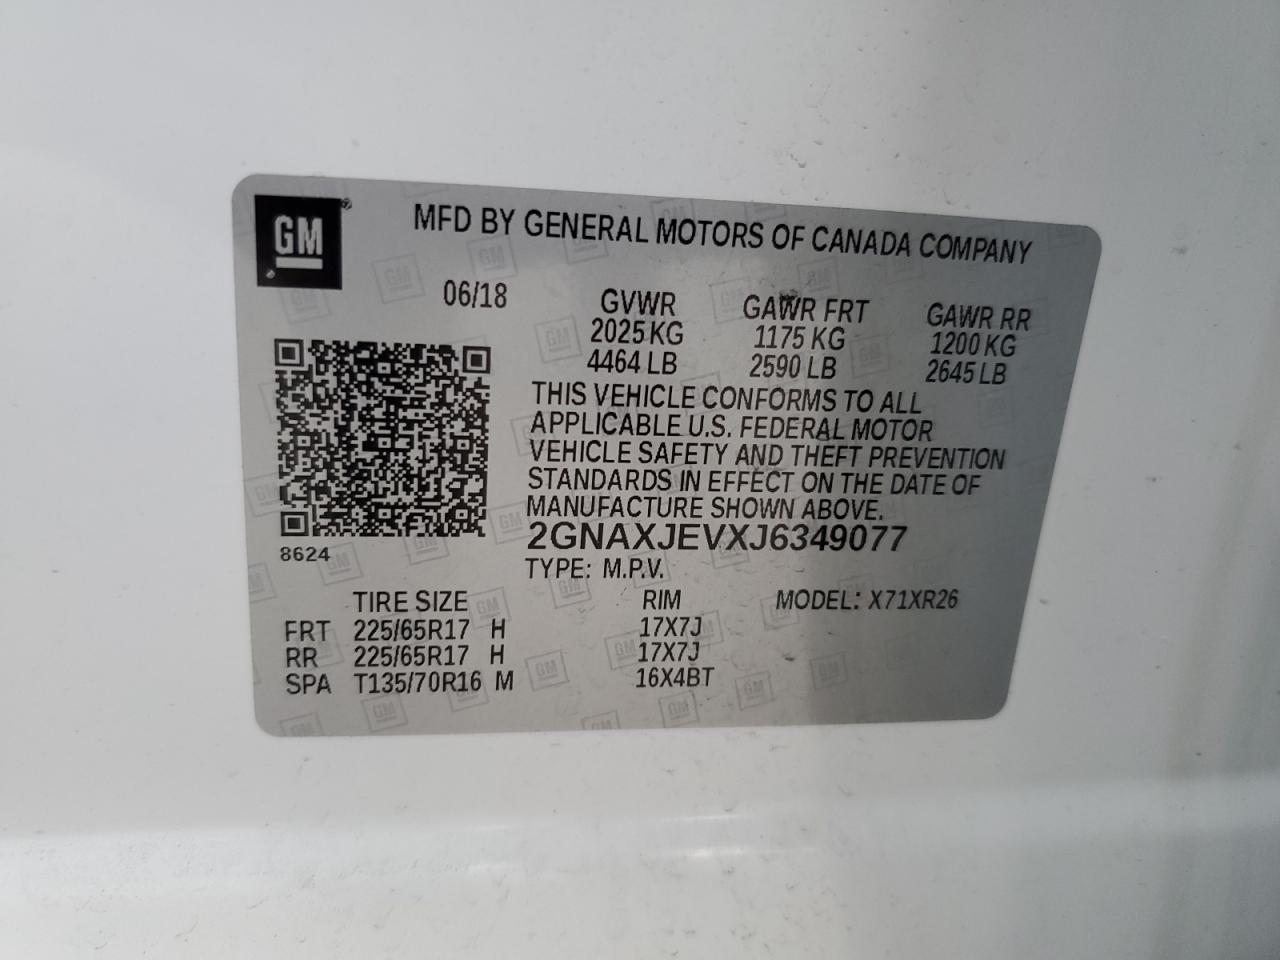 GM
MFD BY GENERAL MOTORS OF CANADA COMPANY
06/18
GVWR GAWR FRT GAWR RR
2025 KG 1175 KG 1200 KG
4464 LB 2590 LB 2645 LB
THIS VEHICLE CONFORMS TO ALL
APPLICABLE U.S. FEDERAL MOTOR
VEHICLE SAFETY AND THEFT PREVENTION
STANDARDS IN EFFECT ON THE DATE OF
MANUFACTURE SHOWN ABOVE.
2GNAXJEVXJ6349077
8624
TYPE: M.P.V.
TIRE SIZE RIM MODEL: X71XR26
FRT 225/65R17 H 17X7J
RR 225/65R17 H 17X7J
SPA T135/70R16 M 16X4BT